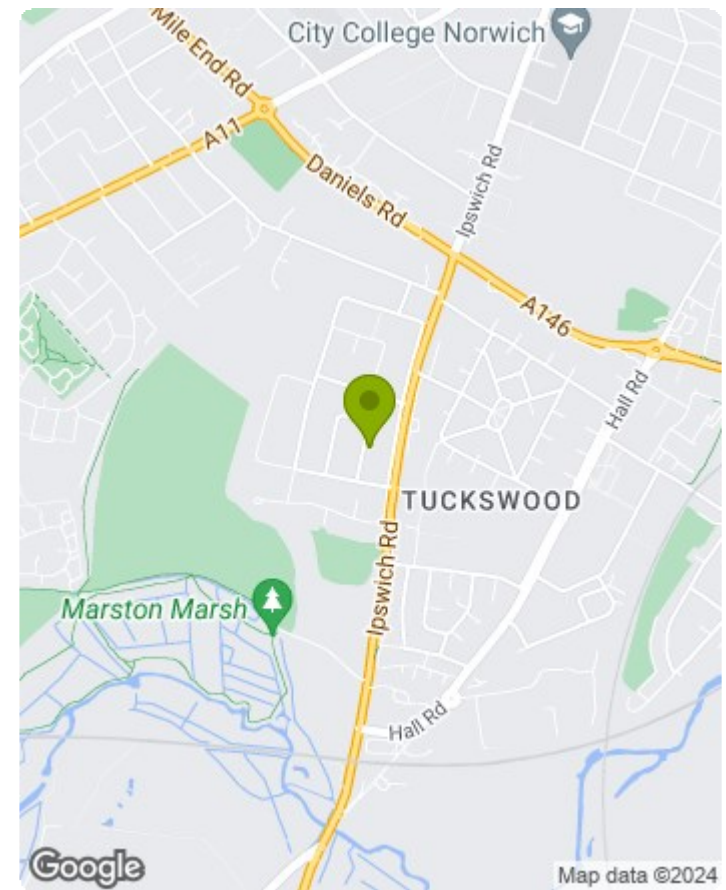 City College Norwich
Mile End Rd
A11
Daniels Rd
Ipswich Rd
A146
Hall Rd
TUCKSWOOD
Ipswich Rd
Marston Marsh
Hall Rd
Google
Map data ©2024